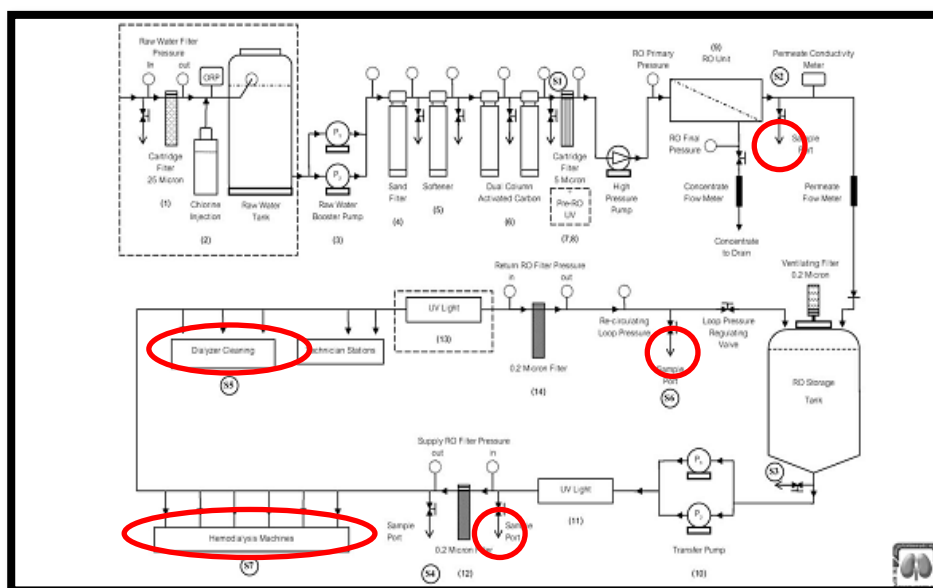 Raw Water Filter
Pressure
In
out
ORP
Cartridge
Filter
25 Micron
(1)
Chlorine
Injection
(2)
Raw Water
Tank
P₁
P₂
Raw Water
Booster Pump
(3)
Sand
Filter
(4)
Softener
(5)
Dual Column
Activated Carbon
(6)
S1
Cartridge
Filter
5 Micron
Pre-RO
UV
(7,8)
High
Pressure
Pump
RO Primary
Pressure
(9)
RO Unit
RO Final
Pressure
Concentrate
Flow Meter
Concentrate
to Drain
S2
Permeate Conductivity
Meter
Sample
Port
Permeate
Flow Meter
Ventilating Filter
0.2 Micron
RO Storage
Tank
S3
Return RO Filter Pressure
in
out
UV Light
(13)
0.2 Micron Filter
(14)
Re-circulating
Loop Pressure
Loop Pressure
Regulating
Valve
Sample
Port
S6
Dialyzer Cleaning
S5
Technician Stations
Supply RO Filter Pressure
out
in
Sample
Port
S4
0.2 Micron Filter
(12)
Sample
Port
UV Light
(11)
P₁
P₂
Transfer Pump
(10)
Hemodialysis Machines
S7